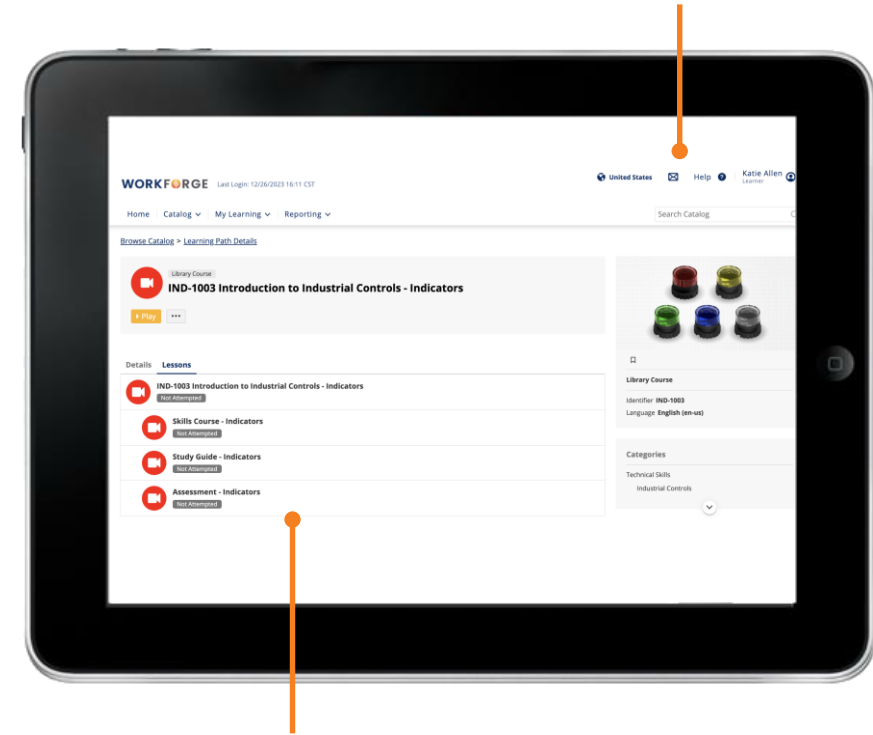 WORKFORGE Last Login: 12/26/2023 16:11 CST
United States Help ? Katie Allen
Learner
Home Catalog My Learning Reporting
Search Catalog
Browse Catalog > Learning Path Details
Library Course
IND-1003 Introduction to Industrial Controls - Indicators
Play ...
Details Lessons
IND-1003 Introduction to Industrial Controls - Indicators
Not Attempted
Skills Course - Indicators
Not Attempted
Study Guide - Indicators
Not Attempted
Assessment - Indicators
Not Attempted
Library Course
Identifier IND-1003
Language English (en-us)
Categories
Technical Skills
Industrial Controls